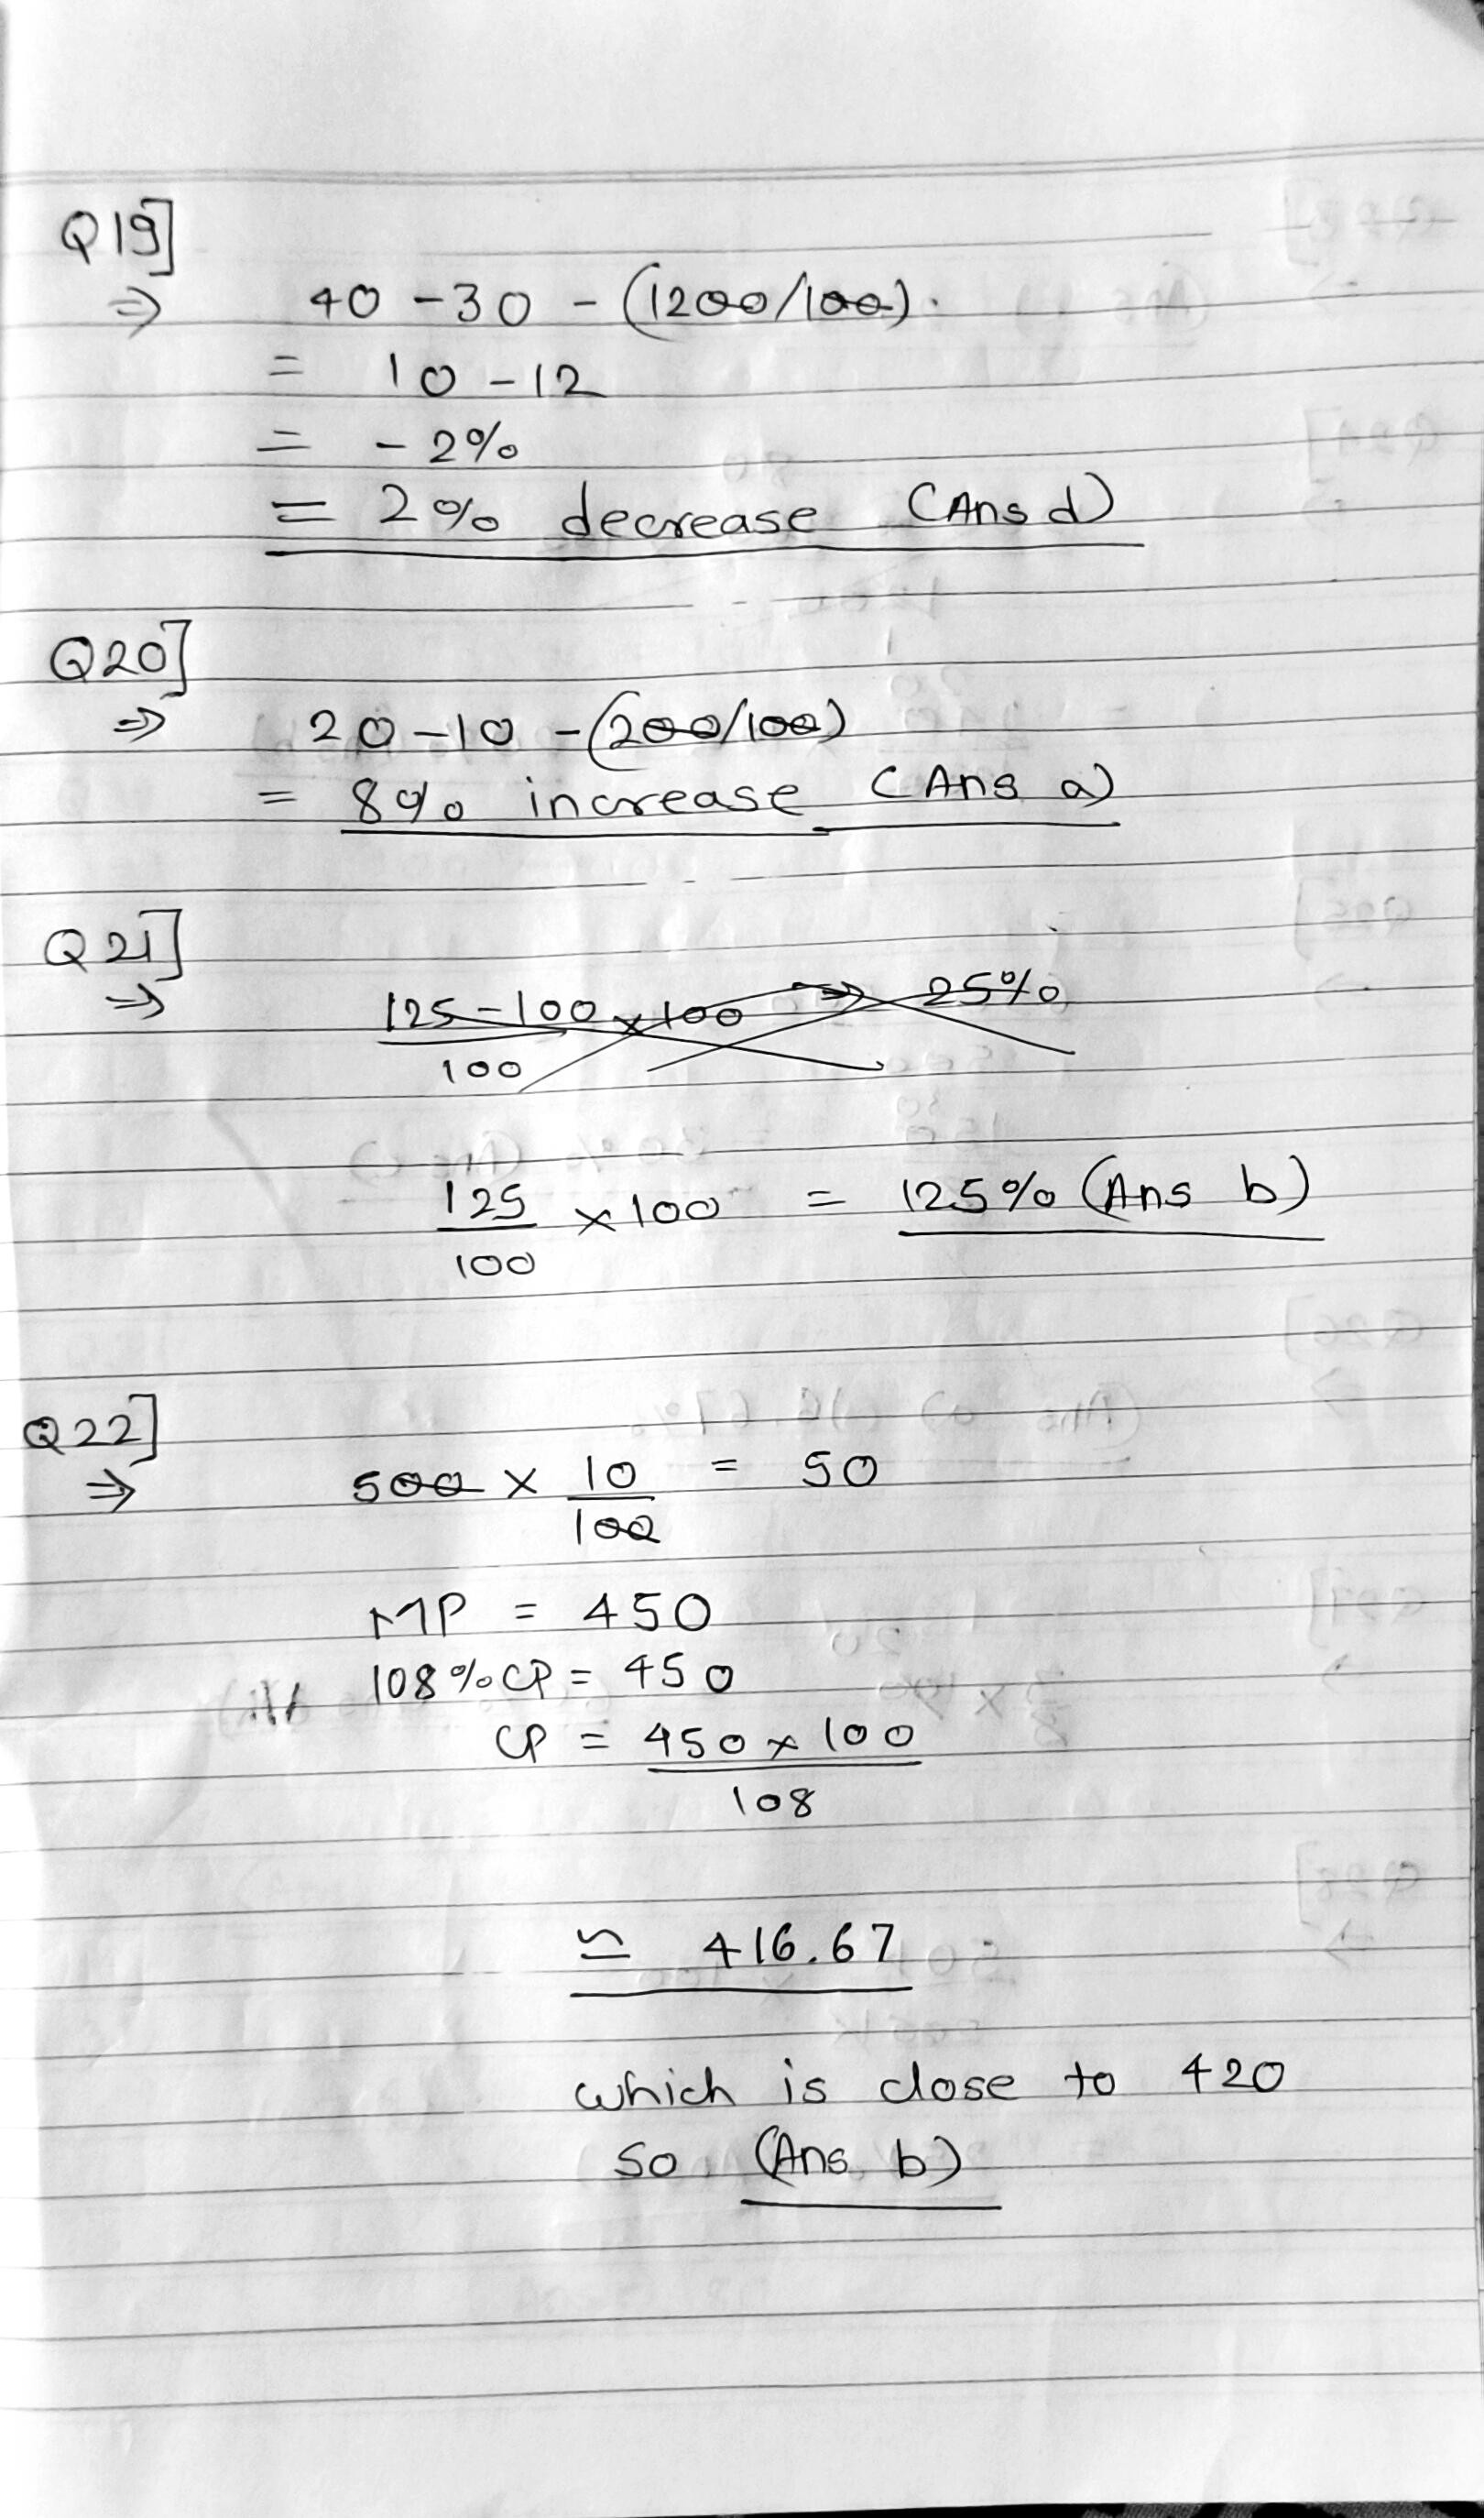 Q19]
⇒ 40 - 30 - (1200/100).
= 10 - 12
= - 2%
= 2% decrease (Ans d)
Q20]
⇒ 20 - 10 - (200/100)
= 8% increase (Ans a)
Q21]
⇒ 125 - 100 × 100 ⇒ 25%
100
125 × 100 = 125% (Ans b)
100
Q22]
⇒ 500 × 10 = 50
100
MP = 450
108% CP = 450
CP = 450 × 100
108
≃ 416.67
which is close to 420
so (Ans b)